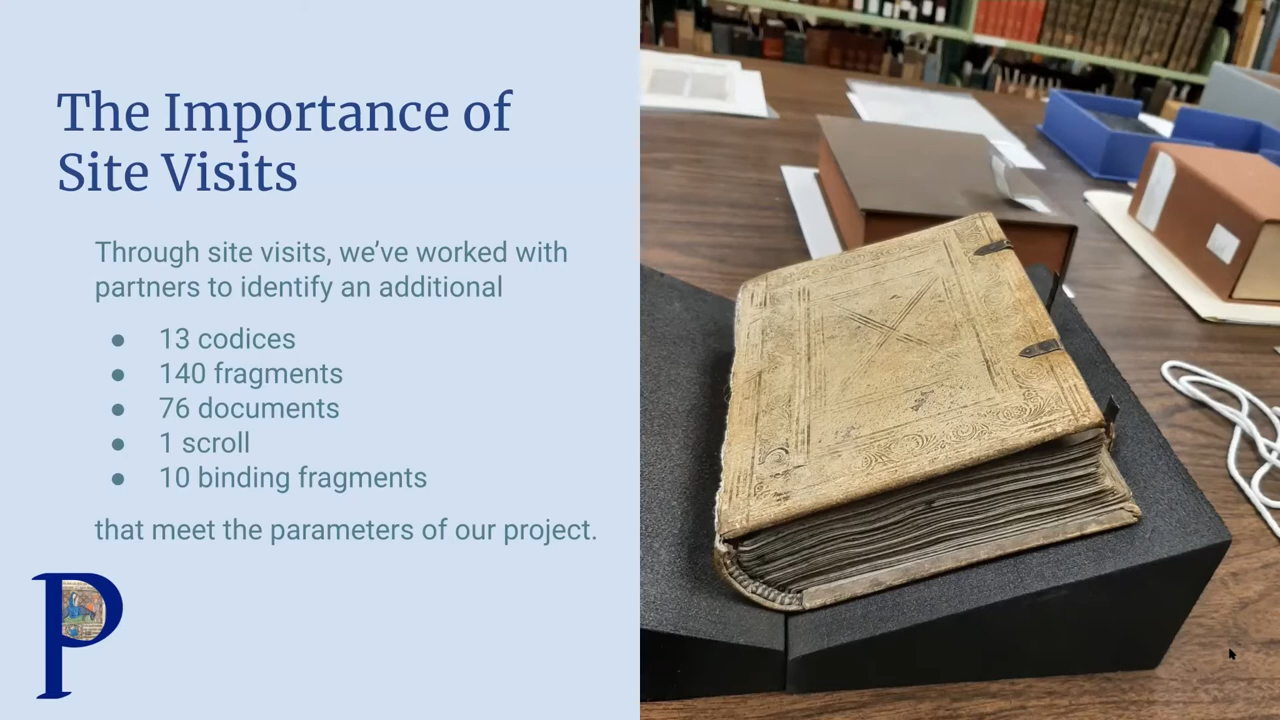 The Importance of
Site Visits
Through site visits, we’ve worked with
partners to identify an additional
● 13 codices
● 140 fragments
● 76 documents
● 1 scroll
● 10 binding fragments
that meet the parameters of our project.
P